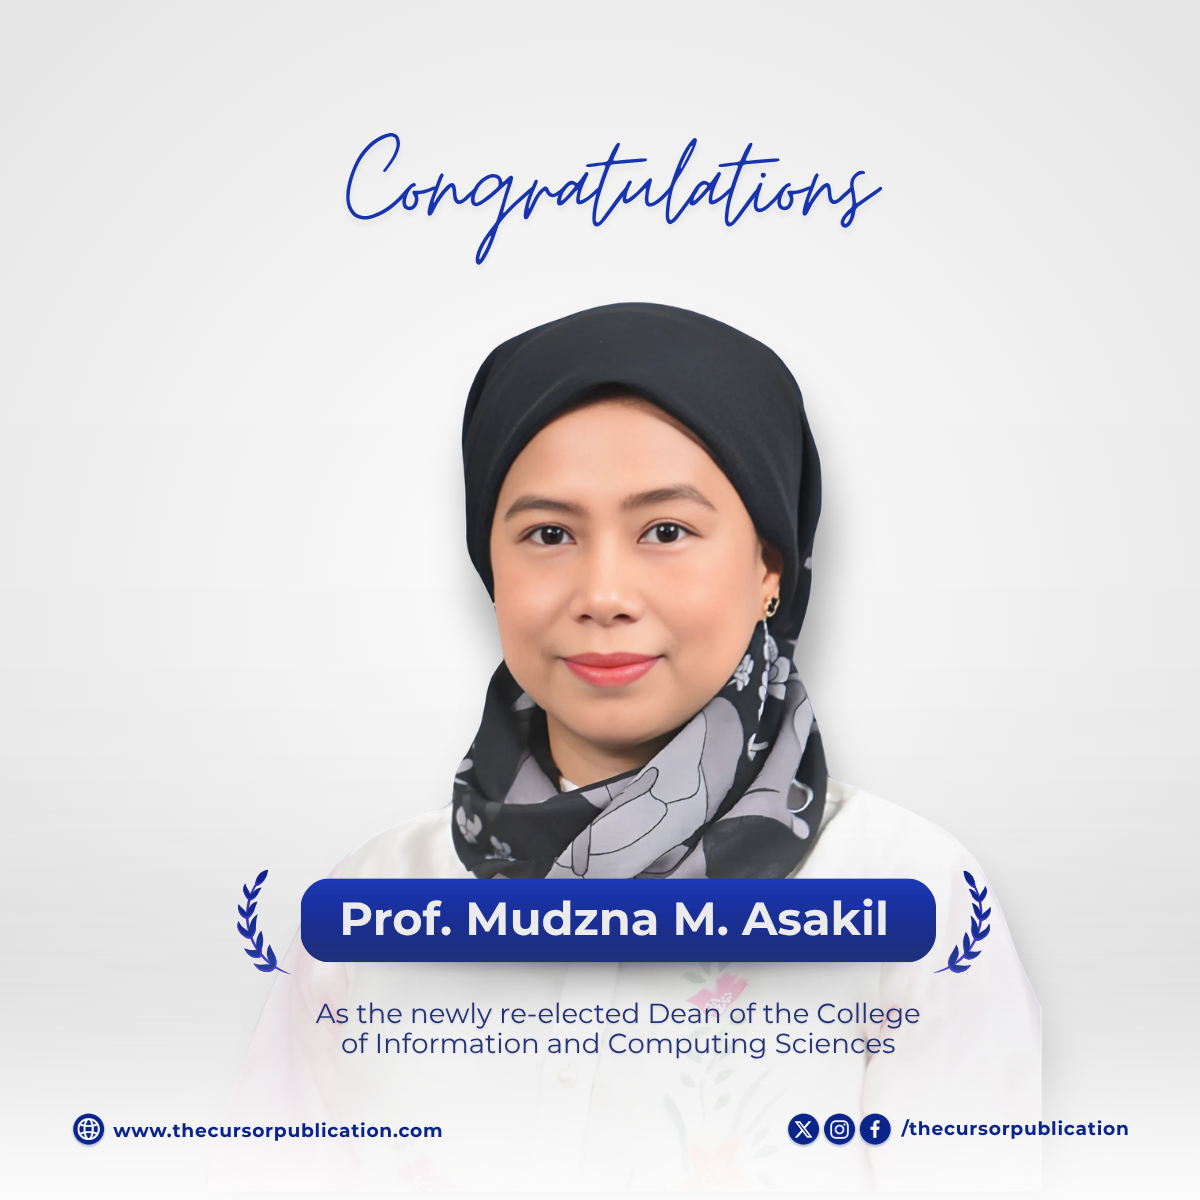 Congratulations
Prof. Mudzna M. Asakil
As the newly re-elected Dean of the College
of Information and Computing Sciences
www.thecursorpublication.com
/thecursorpublication